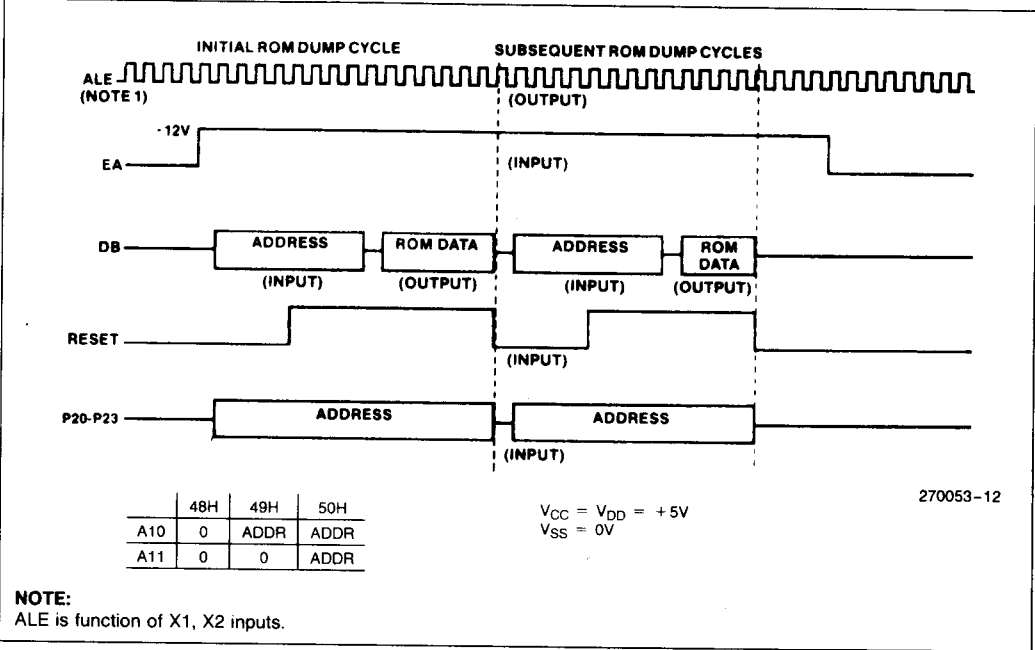 INITIAL ROM DUMP CYCLE
SUBSEQUENT ROM DUMP CYCLES
ALE
(NOTE 1)
(OUTPUT)
-12V
EA
(INPUT)
DB
ADDRESS
ROM DATA
ADDRESS
ROM
DATA
(INPUT)
(OUTPUT)
(INPUT)
(OUTPUT)
RESET
(INPUT)
P20-P23
ADDRESS
ADDRESS
(INPUT)
270053-12
48H 49H 50H
A10 0 ADDR ADDR
A11 0 0 ADDR
VCC = VDD = +5V
VSS = 0V
NOTE:
ALE is function of X1, X2 inputs.